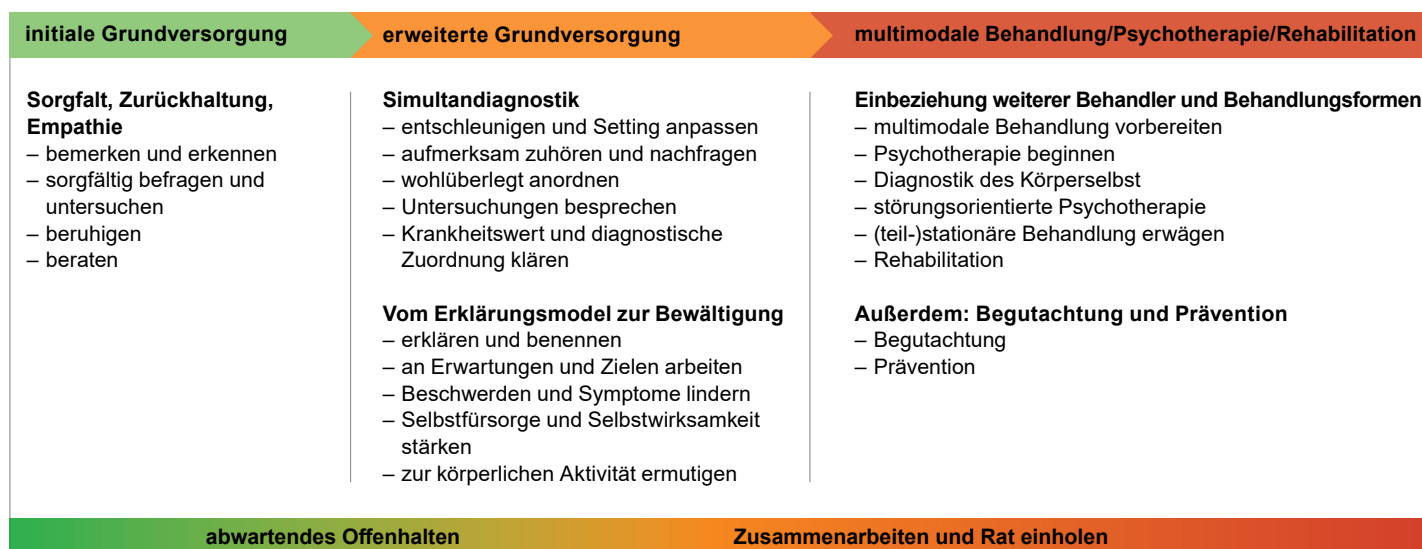 initiale Grundversorgung
erweiterte Grundversorgung
multimodale Behandlung/Psychotherapie/Rehabilitation
Sorgfalt, Zurückhaltung,
Empathie
– bemerken und erkennen
– sorgfältig befragen und
untersuchen
– beruhigen
– beraten
Simultandiagnostik
– entschleunigen und Setting anpassen
– aufmerksam zuhören und nachfragen
– wohlüberlegt anordnen
– Untersuchungen besprechen
– Krankheitswert und diagnostische
Zuordnung klären
Vom Erklärungsmodel zur Bewältigung
– erklären und benennen
– an Erwartungen und Zielen arbeiten
– Beschwerden und Symptome lindern
– Selbstfürsorge und Selbstwirksamkeit
stärken
– zur körperlichen Aktivität ermutigen
Einbeziehung weiterer Behandler und Behandlungsformen
– multimodale Behandlung vorbereiten
– Psychotherapie beginnen
– Diagnostik des Körperselbst
– störungsorientierte Psychotherapie
– (teil-)stationäre Behandlung erwägen
– Rehabilitation
Außerdem: Begutachtung und Prävention
– Begutachtung
– Prävention
abwartendes Offenhalten
Zusammenarbeiten und Rat einholen